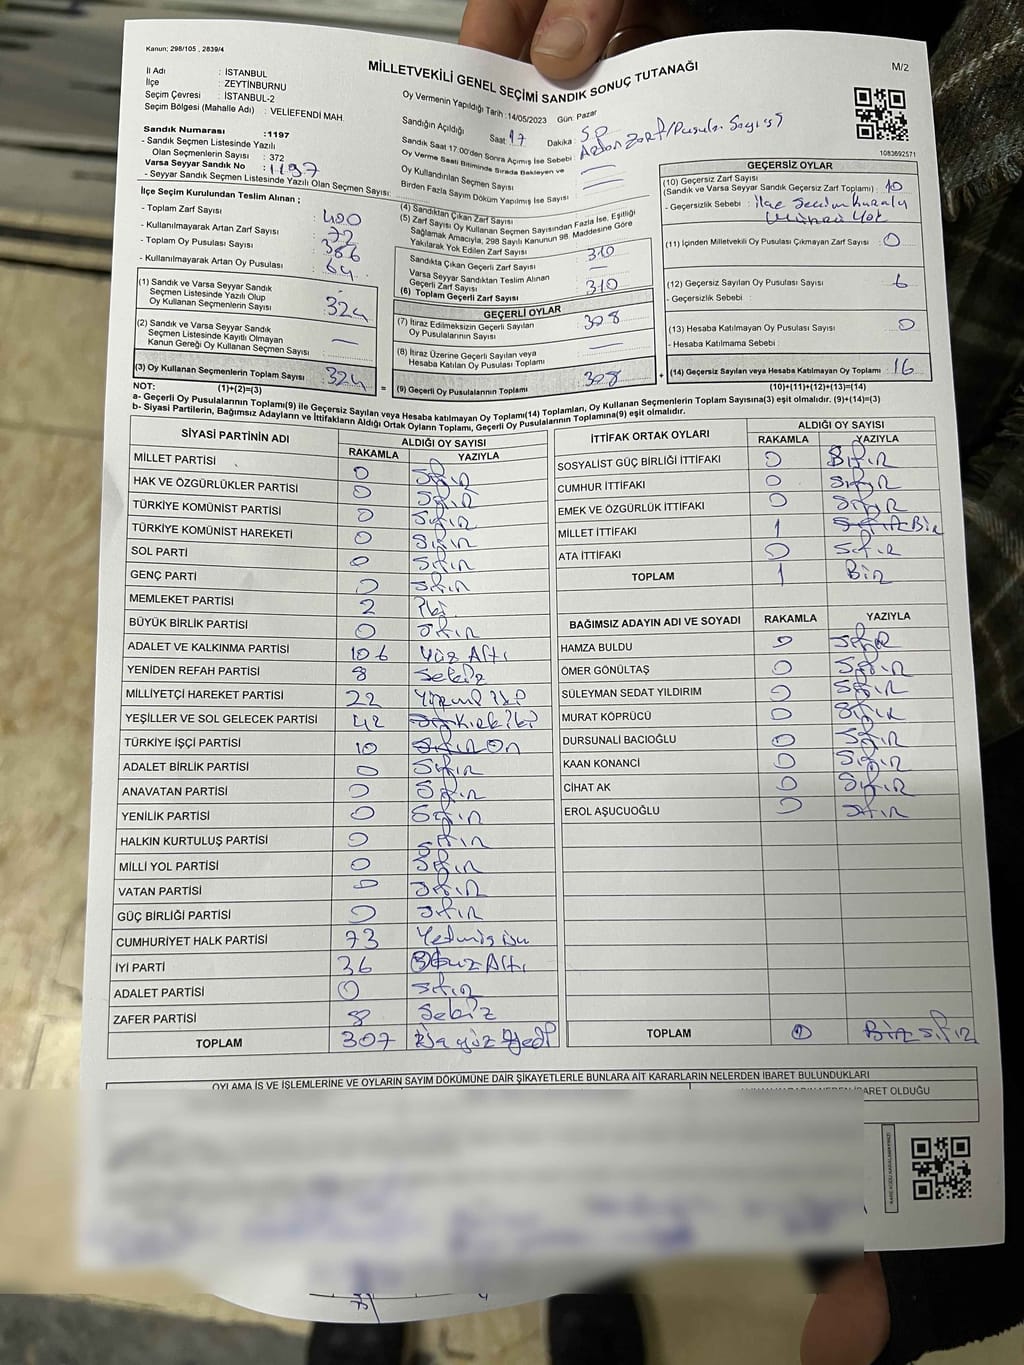 Kanun; 298/105 , 2839/4
MİLLETVEKİLİ GENEL SEÇİMİ SANDIK SONUÇ TUTANAĞI
M/2
İl Adı : İSTANBUL
İlçe : ZEYTİNBURNU
Seçim Çevresi : İSTANBUL-2
Seçim Bölgesi (Mahalle Adı) : VELİEFENDİ MAH.
Sandık Numarası :1197
- Sandık Seçmen Listesinde Yazılı
Olan Seçmenlerin Sayısı : 372
Varsa Seyyar Sandık No : 1197
- Seyyar Sandık Seçmen Listesinde Yazılı Olan Seçmen Sayısı:
Oy Vermenin Yapıldığı Tarih :14/05/2023 Gün: Pazar
Sandığın Açıldığı Saat 17 Dakika :
Sandık Saat 17:00'den Sonra Açılmış İse Sebebi : Zarf/Pusula Sayısı
Oy Verme Saati Bitiminde Sırada Bekleyen ve
Oy Kullandırılan Seçmen Sayısı
Birden Fazla Sayım Döküm Yapılmış İse Sayısı :
1083692571
İlçe Seçim Kurulundan Teslim Alınan ;
- Toplam Zarf Sayısı : 400
- Kullanılmayarak Artan Zarf Sayısı :
- Toplam Oy Pusulası Sayısı : 386
- Kullanılmayarak Artan Oy Pusulası : 64
(1) Sandık ve Varsa Seyyar Sandık
Seçmen Listesinde Yazılı Olup
Oy Kullanan Seçmenlerin Sayısı : 324
(2) Sandık ve Varsa Seyyar Sandık
Seçmen Listesinde Kayıtlı Olmayan
Kanun Gereği Oy Kullanan Seçmen Sayısı : —
(3) Oy Kullanan Seçmenlerin Toplam Sayısı : 324
(4) Sandıktan Çıkan Zarf Sayısı
(5) Zarf Sayısı Oy Kullanan Seçmen Sayısından Fazla İse, Eşitliği
Sağlamak Amacıyla, 298 Sayılı Kanunun 98. Maddesine Göre
Yakılarak Yok Edilen Zarf Sayısı
Sandıkta Çıkan Geçerli Zarf Sayısı : 310
Varsa Seyyar Sandıktan Teslim Alınan
Geçerli Zarf Sayısı : —
(6) Toplam Geçerli Zarf Sayısı : 310
GEÇERLİ OYLAR
(7) İtiraz Edilmeksizin Geçerli Sayılan
Oy Pusulalarının Sayısı : 308
(8) İtiraz Üzerine Geçerli Sayılan veya
Hesaba Katılan Oy Pusulası Toplamı : —
= (9) Geçerli Oy Pusulalarının Toplamı : 308
GEÇERSİZ OYLAR
(10) Geçersiz Zarf Sayısı
(Sandık ve Varsa Seyyar Sandık Geçersiz Zarf Toplamı) : 10
- Geçersizlik Sebebi : İlçe Seçim Kurulu
Mührü Yok
(11) İçinden Milletvekili Oy Pusulası Çıkmayan Zarf Sayısı : 0
(12) Geçersiz Sayılan Oy Pusulası Sayısı : 6
- Geçersizlik Sebebi :
(13) Hesaba Katılmayan Oy Pusulası Sayısı : 0
- Hesaba Katılmama Sebebi :
+ (14) Geçersiz Sayılan veya Hesaba Katılmayan Oy Toplamı : 16
NOT: (1)+(2)=(3) (10)+(11)+(12)+(13)=(14)
a- Geçerli Oy Pusulalarının Toplamı(9) ile Geçersiz Sayılan veya Hesaba katılmayan Oy Toplamı(14) Toplamları, Oy Kullanan Seçmenlerin Toplam Sayısına(3) eşit olmalıdır. (9)+(14)=(3)
b- Siyasi Partilerin, Bağımsız Adayların ve İttifakların Aldığı Ortak Oyların Toplamı, Geçerli Oy Pusulalarının Toplamına(9) eşit olmalıdır.
SİYASİ PARTİNİN ADI ALDIĞI OY SAYISI
RAKAMLA YAZIYLA
MİLLET PARTİSİ 0 Sıfır
HAK VE ÖZGÜRLÜKLER PARTİSİ 0 Sıfır
TÜRKİYE KOMÜNİST PARTİSİ 0 Sıfır
TÜRKİYE KOMÜNİST HAREKETİ 0 Sıfır
SOL PARTİ 0 Sıfır
GENÇ PARTİ 0 Sıfır
MEMLEKET PARTİSİ 2 İki
BÜYÜK BİRLİK PARTİSİ 0 Sıfır
ADALET VE KALKINMA PARTİSİ 106 Yüz Altı
YENİDEN REFAH PARTİSİ 8 Sekiz
MİLLİYETÇİ HAREKET PARTİSİ 22 Yirmi iki
YEŞİLLER VE SOL GELECEK PARTİSİ 42 Kırk iki
TÜRKİYE İŞÇİ PARTİSİ 10 Sıfır On
ADALET BİRLİK PARTİSİ 0 Sıfır
ANAVATAN PARTİSİ 0 Sıfır
YENİLİK PARTİSİ 0 Sıfır
HALKIN KURTULUŞ PARTİSİ 0 Sıfır
MİLLİ YOL PARTİSİ 0 Sıfır
VATAN PARTİSİ 0 Sıfır
GÜÇ BİRLİĞİ PARTİSİ 0 Sıfır
CUMHURİYET HALK PARTİSİ 73 Yetmiş üç
İYİ PARTİ 36 Otuz Altı
ADALET PARTİSİ 0 Sıfır
ZAFER PARTİSİ 8 Sekiz
TOPLAM 307 Üç yüz Yedi
İTTİFAK ORTAK OYLARI ALDIĞI OY SAYISI
RAKAMLA YAZIYLA
SOSYALİST GÜÇ BİRLİĞİ İTTİFAKI 0 Sıfır
CUMHUR İTTİFAKI 0 Sıfır
EMEK VE ÖZGÜRLÜK İTTİFAKI 0 Sıfır
MİLLET İTTİFAKI 1 Sıfır Bir
ATA İTTİFAKI 0 Sıfır
TOPLAM 1 Bir
BAĞIMSIZ ADAYIN ADI VE SOYADI RAKAMLA YAZIYLA
HAMZA BULDU 0 Sıfır
ÖMER GÖNÜLTAŞ 0 Sıfır
SÜLEYMAN SEDAT YILDIRIM 0 Sıfır
MURAT KÖPRÜCÜ 0 Sıfır
DURSUNALİ BACIOĞLU 0 Sıfır
KAAN KONANCİ 0 Sıfır
CİHAT AK 0 Sıfır
EROL AŞUCUOĞLU 0 Sıfır
TOPLAM Bir sıfır
OYLAMA İŞ VE İŞLEMLERİNE VE OYLARIN SAYIM DÖKÜMÜNE DAİR ŞİKAYETLERLE BUNLARA AİT KARARLARIN NELERDEN İBARET BULUNDUKLARI
İBARET OLDUĞU